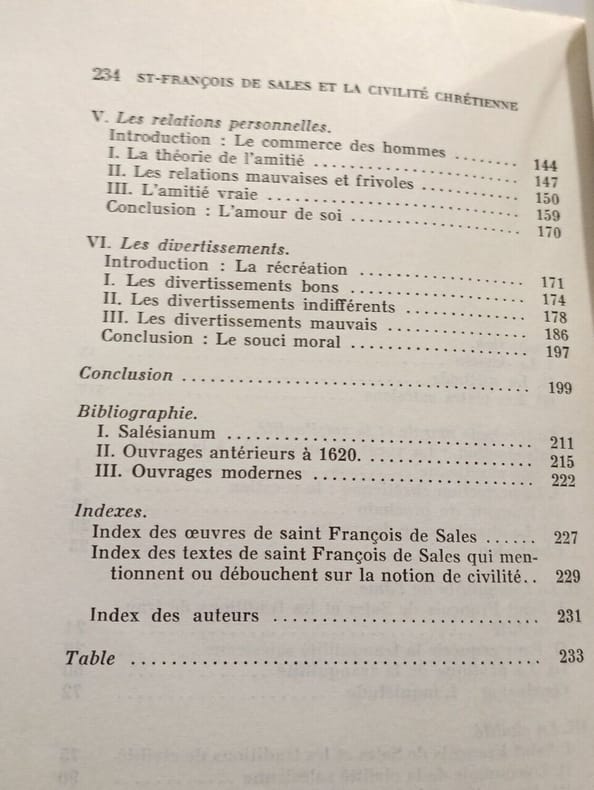 234 ST-FRANÇOIS DE SALES ET LA CIVILITÉ CHRÉTIENNE
V. Les relations personnelles.
Introduction : Le commerce des hommes ........ 144
I. La théorie de l'amitié .................... 147
II. Les relations mauvaises et frivoles .......... 150
III. L'amitié vraie .......................... 159
Conclusion : L'amour de soi .................. 170
VI. Les divertissements.
Introduction : La récréation .................. 171
I. Les divertissements bons .................. 174
II. Les divertissements indifférents ............ 178
III. Les divertissements mauvais .............. 186
Conclusion : Le souci moral .................. 197
Conclusion .................................. 199
Bibliographie.
I. Salésianum .............................. 211
II. Ouvrages antérieurs à 1620. ................ 215
III. Ouvrages modernes ...................... 222
Indexes.
Index des œuvres de saint François de Sales ...... 227
Index des textes de saint François de Sales qui men-
tionnent ou débouchent sur la notion de civilité.. 229
Index des auteurs .......................... 231
Table ........................................ 233